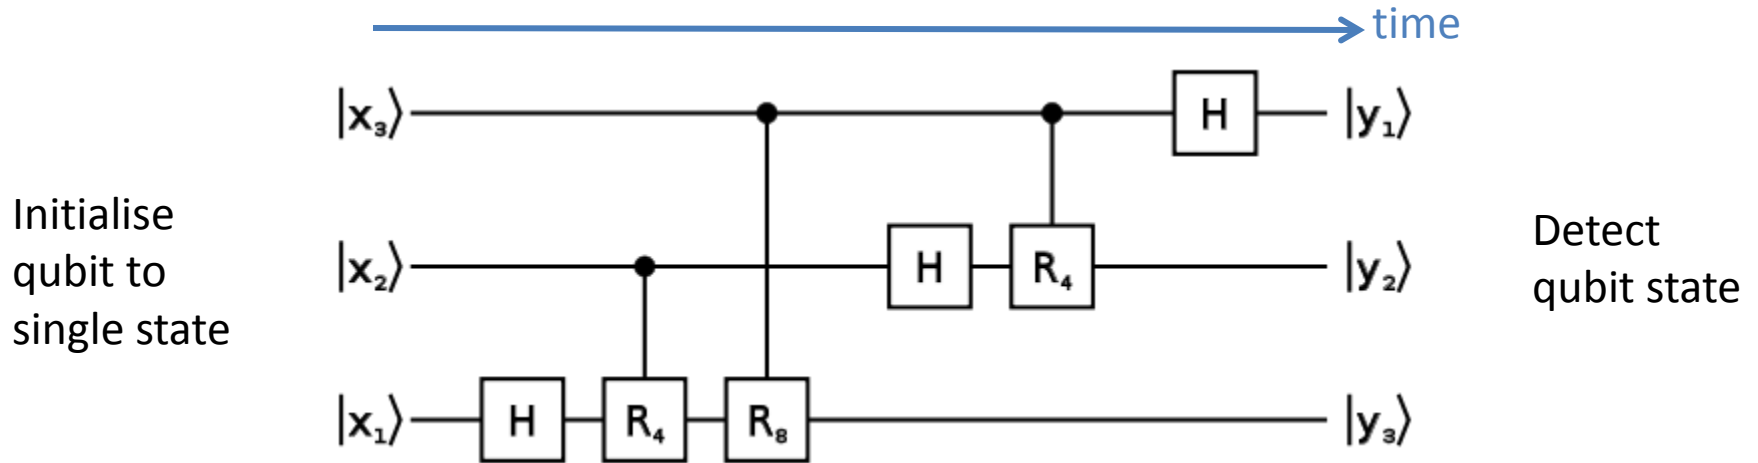 time
|x₃⟩ H |y₁⟩
Initialise
qubit to
single state
|x₂⟩ H R₄ |y₂⟩
Detect
qubit state
|x₁⟩ H R₄ R₈ |y₃⟩